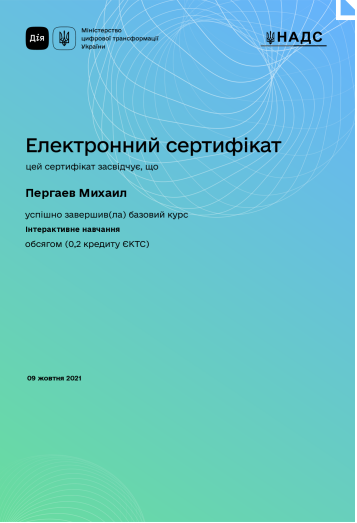 Дія
Міністерство
цифрової трансформації
України
НАДС
Електронний сертифікат
цей сертифікат засвідчує, що
Пергаев Михаил
успішно завершив(ла) базовий курс
Інтерактивне навчання
обсягом (0,2 кредиту ЄКТС)
09 жовтня 2021